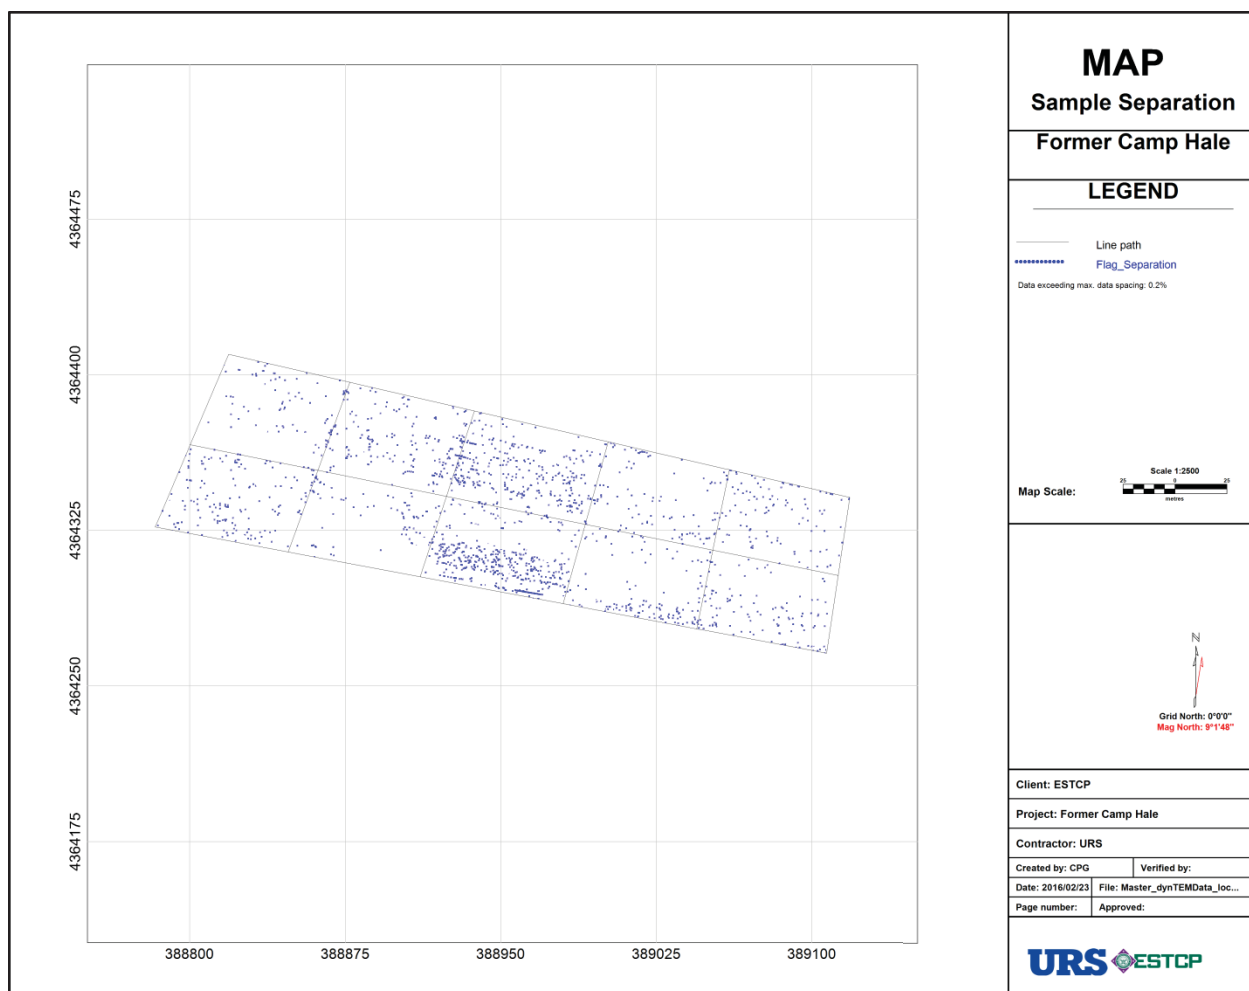 MAP
Sample Separation
Former Camp Hale
LEGEND
Line path
Flag_Separation
Data exceeding max. data spacing: 0.2%
Scale 1:2500
25 0 25
metres
Map Scale:
N
Grid North: 0°0'0"
Mag North: 9°1'48"
Client: ESTCP
Project: Former Camp Hale
Contractor: URS
Created by: CPG Verified by:
Date: 2016/02/23 File: Master_dynTEMData_loc...
Page number: Approved:
URS ESTCP
4364475
4364400
4364325
4364250
4364175
388800 388875 388950 389025 389100